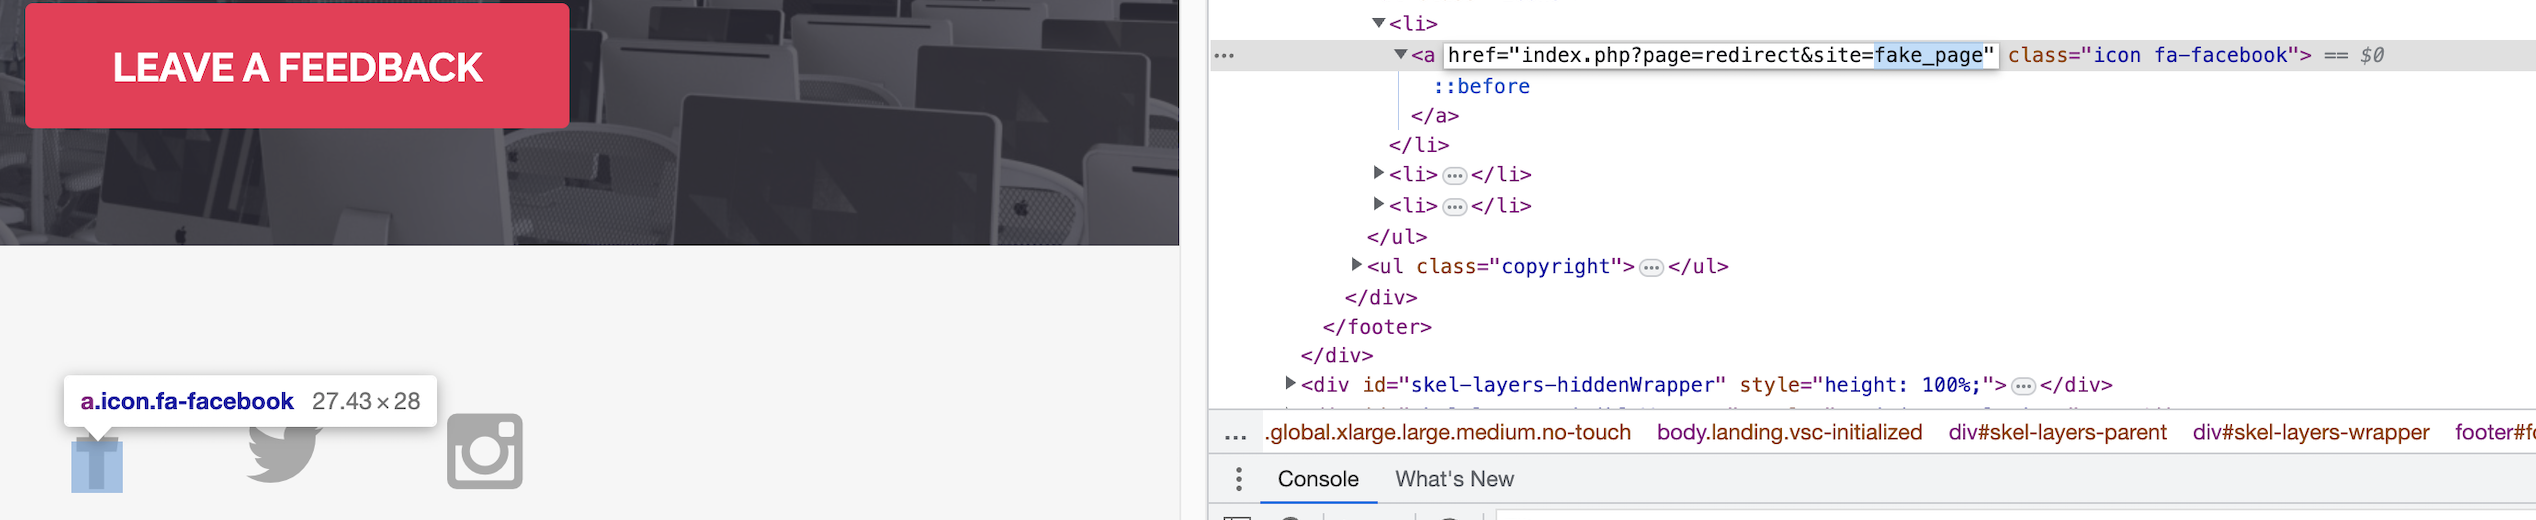 LEAVE A FEEDBACK
a.icon.fa-facebook 27.43 × 28
▼<li>
… ▼<a href="index.php?page=redirect&site=fake_page" class="icon fa-facebook"> == $0
::before
</a>
</li>
▶<li>…</li>
▶<li>…</li>
</ul>
▶<ul class="copyright">…</ul>
</div>
</footer>
</div>
▶<div id="skel-layers-hiddenWrapper" style="height: 100%;">…</div>
… .global.xlarge.large.medium.no-touch body.landing.vsc-initialized div#skel-layers-parent div#skel-layers-wrapper
Console What's New